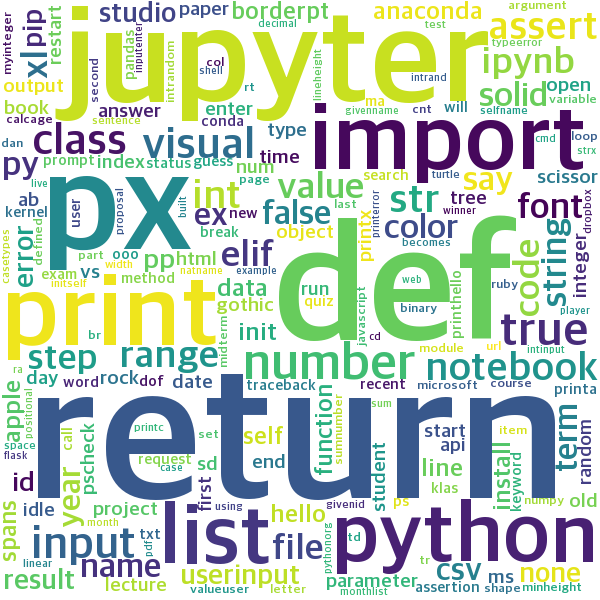 studio paper borderpt anaconda assert
myinteger xl pip restart pandas decimal inputenter second jupyter argument test typeerror
output col intrandom shell rt lineheight ipynb
book answer conda enter ma cnt will solid open variable
calcage sentence givenname intrand selfname
dan class visual type time import cmd loop
py prompt index status guess num page value search say tree strx scissor
ab live user px int str color font turtle dropbox
kernel proposal built ex new false last printx winner vs integer
casetypes error defined part ooo break elif object printerror becomes code string
exam vs pp html run quiz def web ruby
width natname method data example javascript binary printhello player
print initself gothic init midterm number true
br cd module url intinput
step range notebook
day word rock dof date traceback recent microsoft course printa
ra apple positional return sum item
space call printc set self function sumnumber start api term random
flask year pscheck request case sd end student line install keyword numpy old
id first using klas
spans idle project list hello ps python
month txt file givenid td pythonorg
input pdf userinput csv ms none
linear name valueuser tr shape minheight
result lecture letter monthlist parameter assertion